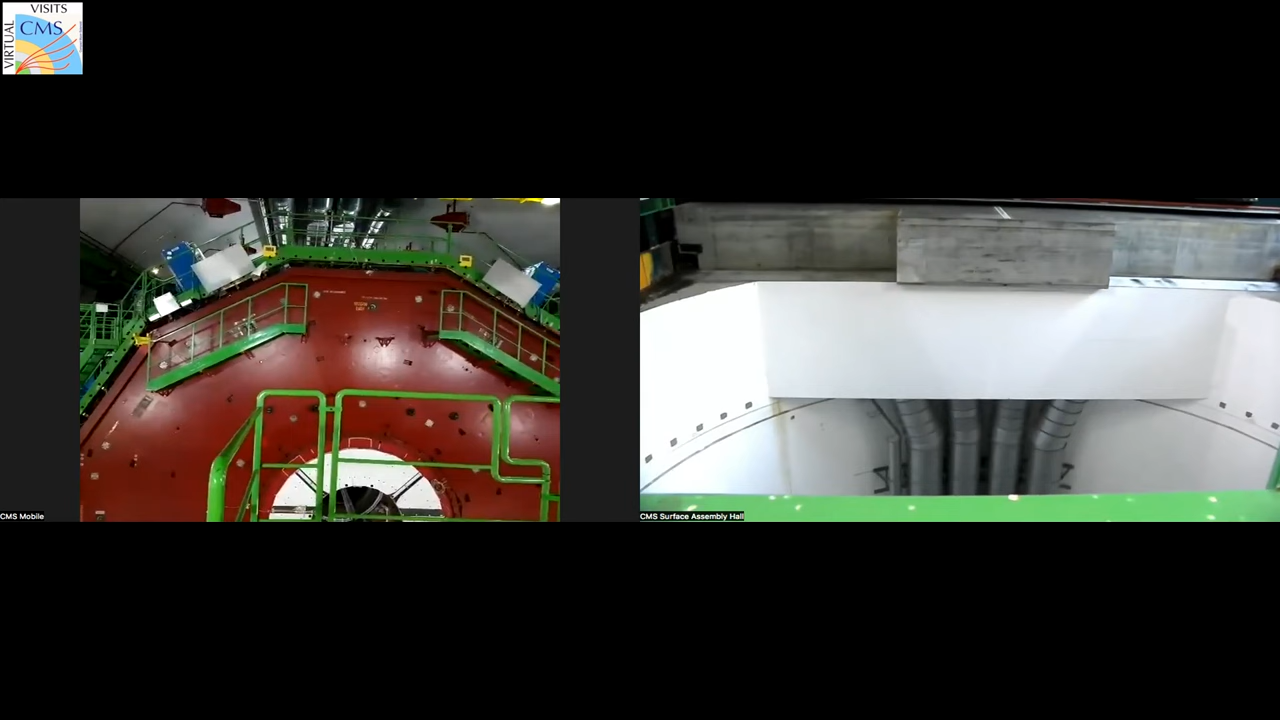 VISITS
CMS
VIRTUAL
CMS Mobile
CMS Surface Assembly Hall